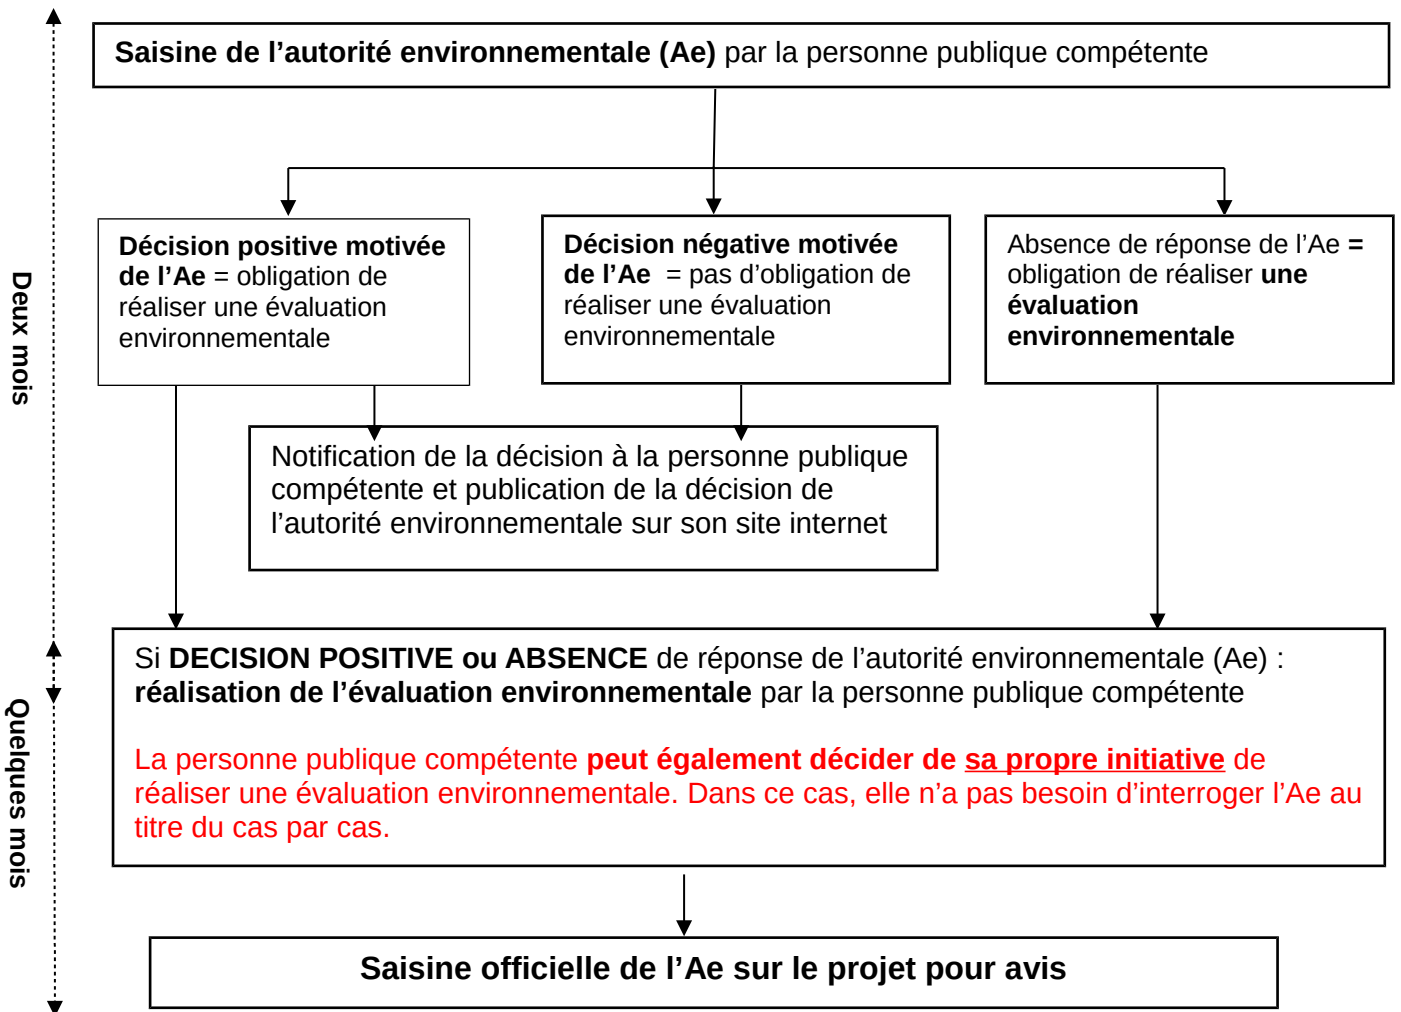 Saisine de l’autorité environnementale (Ae) par la personne publique compétente
Décision positive motivée
de l’Ae = obligation de
réaliser une évaluation
environnementale
Décision négative motivée
de l’Ae  = pas d’obligation de
réaliser une évaluation
environnementale
Absence de réponse de l’Ae =
obligation de réaliser une
évaluation
environnementale
Deux mois
Notification de la décision à la personne publique
compétente et publication de la décision de
l’autorité environnementale sur son site internet
Si DECISION POSITIVE ou ABSENCE de réponse de l’autorité environnementale (Ae) :
réalisation de l’évaluation environnementale par la personne publique compétente
La personne publique compétente peut également décider de sa propre initiative de
réaliser une évaluation environnementale. Dans ce cas, elle n’a pas besoin d’interroger l’Ae au
titre du cas par cas.
Quelques mois
Saisine officielle de l’Ae sur le projet pour avis